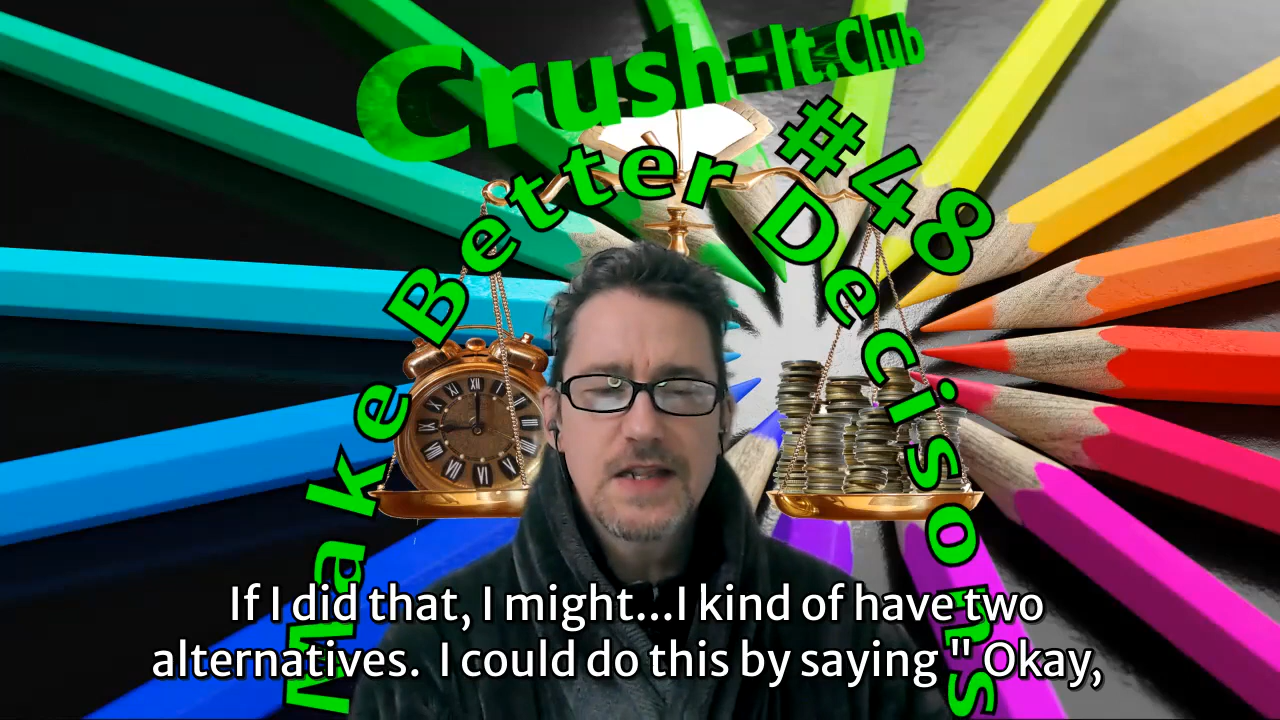 Crush-It.Club
#48
Make Better Decisons
If I did that, I might...I kind of have two
alternatives.  I could do this by saying " Okay,